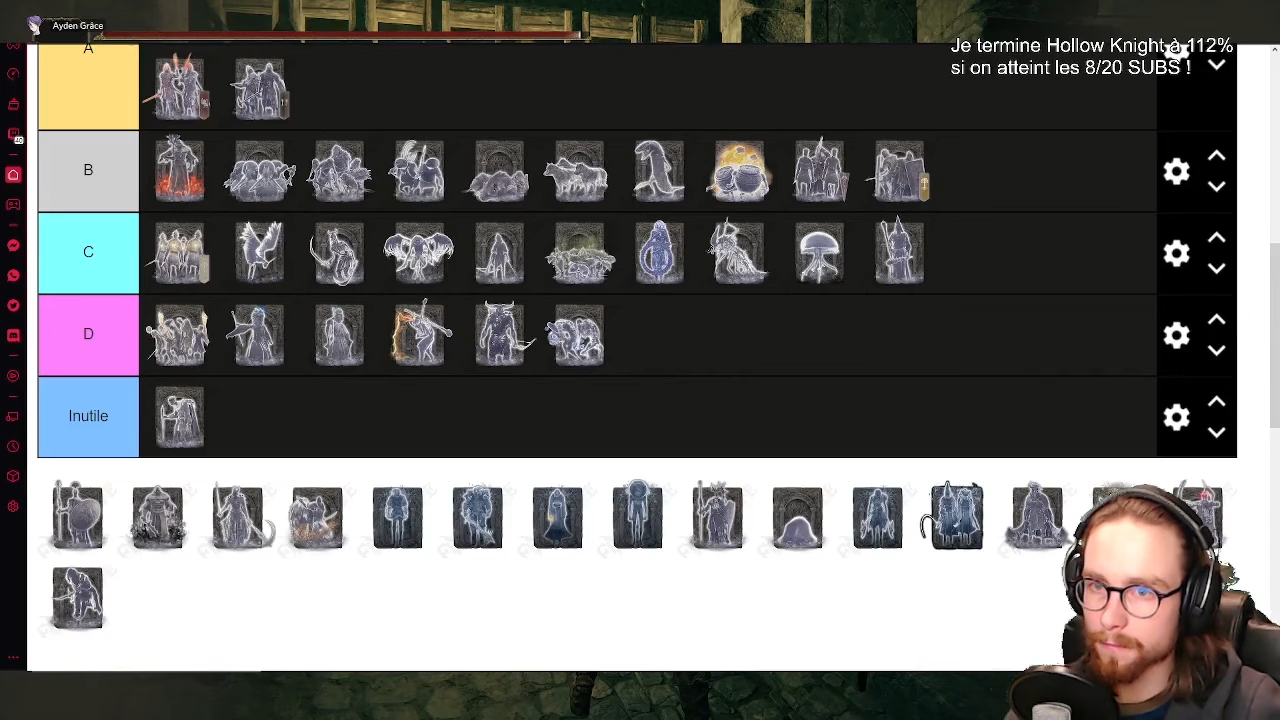 Ayden Grâce
Je termine Hollow Knight à 112%
si on atteint les 8/20 SUBS !
A
B
C
D
Inutile